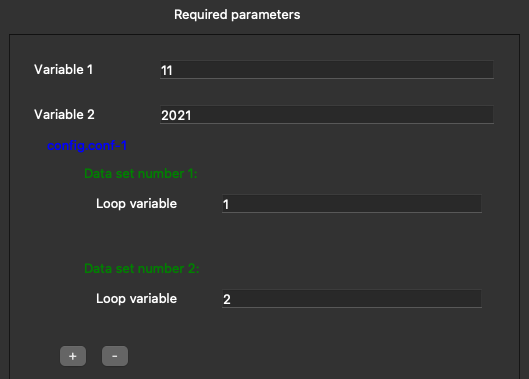 Required parameters
Variable 1 11
Variable 2 2021
config.conf-1
Data set number 1:
Loop variable 1
Data set number 2:
Loop variable 2
+ -